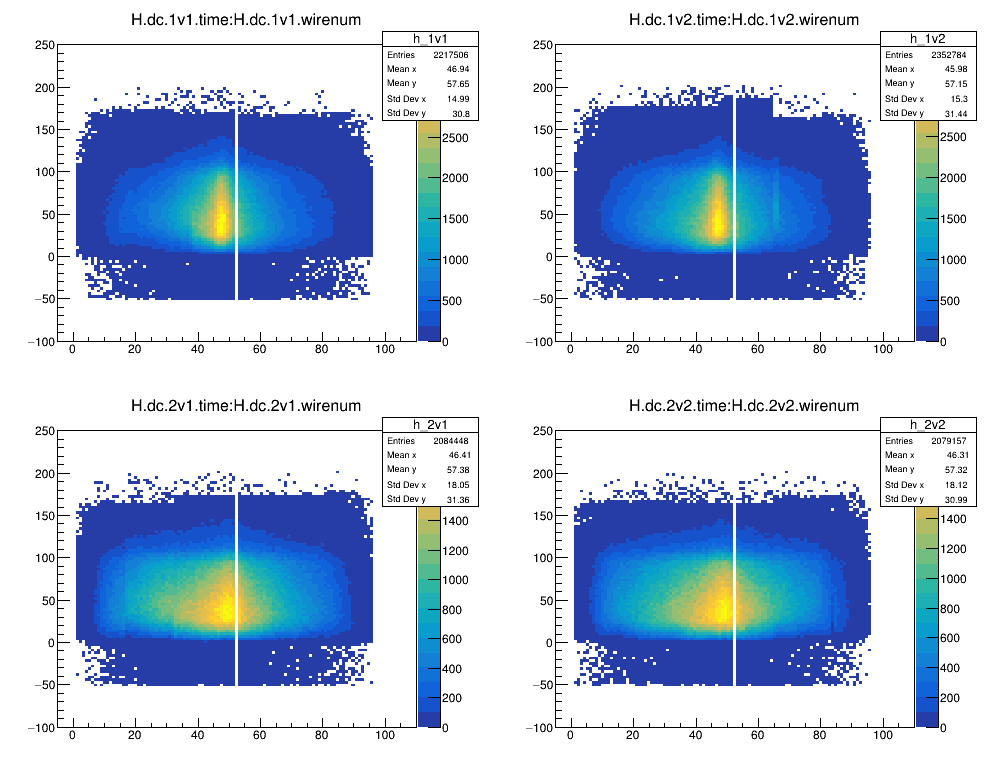 H.dc.1v1.time:H.dc.1v1.wirenum
h_1v1
Entries 2217506
Mean x 46.94
Mean y 57.65
Std Dev x 14.99
Std Dev y 30.8
250
200
150
100
50
0
−50
−100
0 20 40 60 80 100
2500
2000
1500
1000
500
0
H.dc.1v2.time:H.dc.1v2.wirenum
h_1v2
Entries 2352784
Mean x 45.98
Mean y 57.15
Std Dev x 15.3
Std Dev y 31.44
250
200
150
100
50
0
−50
−100
0 20 40 60 80 100
2500
2000
1500
1000
500
0
H.dc.2v1.time:H.dc.2v1.wirenum
h_2v1
Entries 2084448
Mean x 46.41
Mean y 57.38
Std Dev x 18.05
Std Dev y 31.36
250
200
150
100
50
0
−50
−100
0 20 40 60 80 100
1400
1200
1000
800
600
400
200
0
H.dc.2v2.time:H.dc.2v2.wirenum
h_2v2
Entries 2079157
Mean x 46.31
Mean y 57.32
Std Dev x 18.12
Std Dev y 30.99
250
200
150
100
50
0
−50
−100
0 20 40 60 80 100
1400
1200
1000
800
600
400
200
0